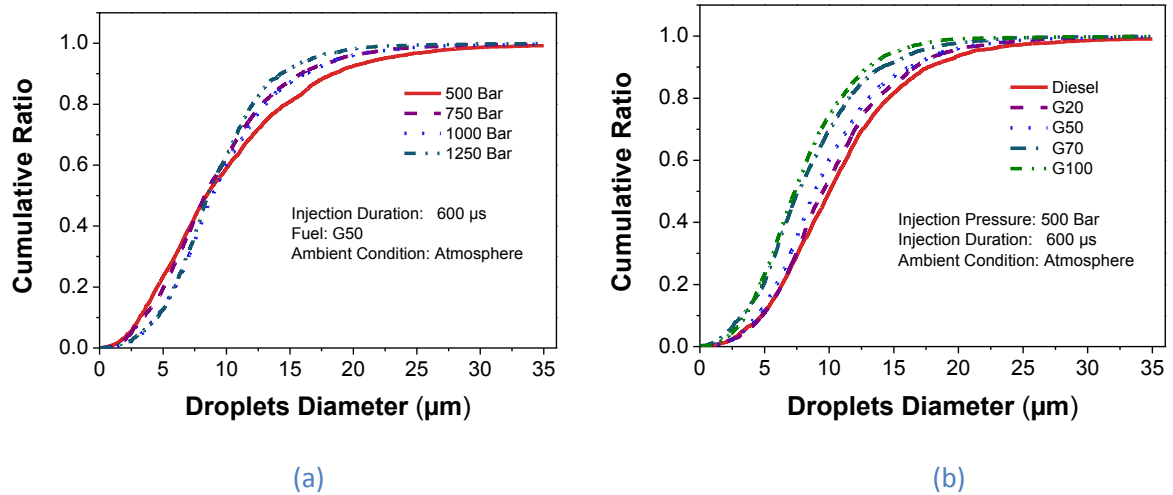 1.0
0.8
0.6
0.4
0.2
0.0
Cumulative Ratio
500 Bar
750 Bar
1000 Bar
1250 Bar
Injection Duration: 600 µs
Fuel: G50
Ambient Condition: Atmosphere
0 5 10 15 20 25 30 35
Droplets Diameter (µm)
(a)
1.0
0.8
0.6
0.4
0.2
0.0
Cumulative Ratio
Diesel
G20
G50
G70
G100
Injection Pressure: 500 Bar
Injection Duration: 600 µs
Ambient Condition: Atmosphere
0 5 10 15 20 25 30 35
Droplets Diameter (µm)
(b)